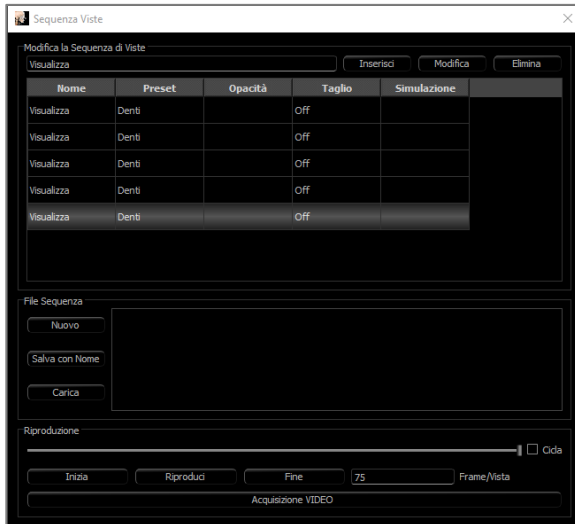 Sequenza Viste
Modifica la Sequenza di Viste
Visualizza Inserisci Modifica Elimina
Nome Preset Opacità Taglio Simulazione
Visualizza Denti Off
Visualizza Denti Off
Visualizza Denti Off
Visualizza Denti Off
Visualizza Denti Off
File Sequenza
Nuovo
Salva con Nome
Carica
Riproduzione
Cicla
Inizia Riproduci Fine 75 Frame/Vista
Acquisizione VIDEO